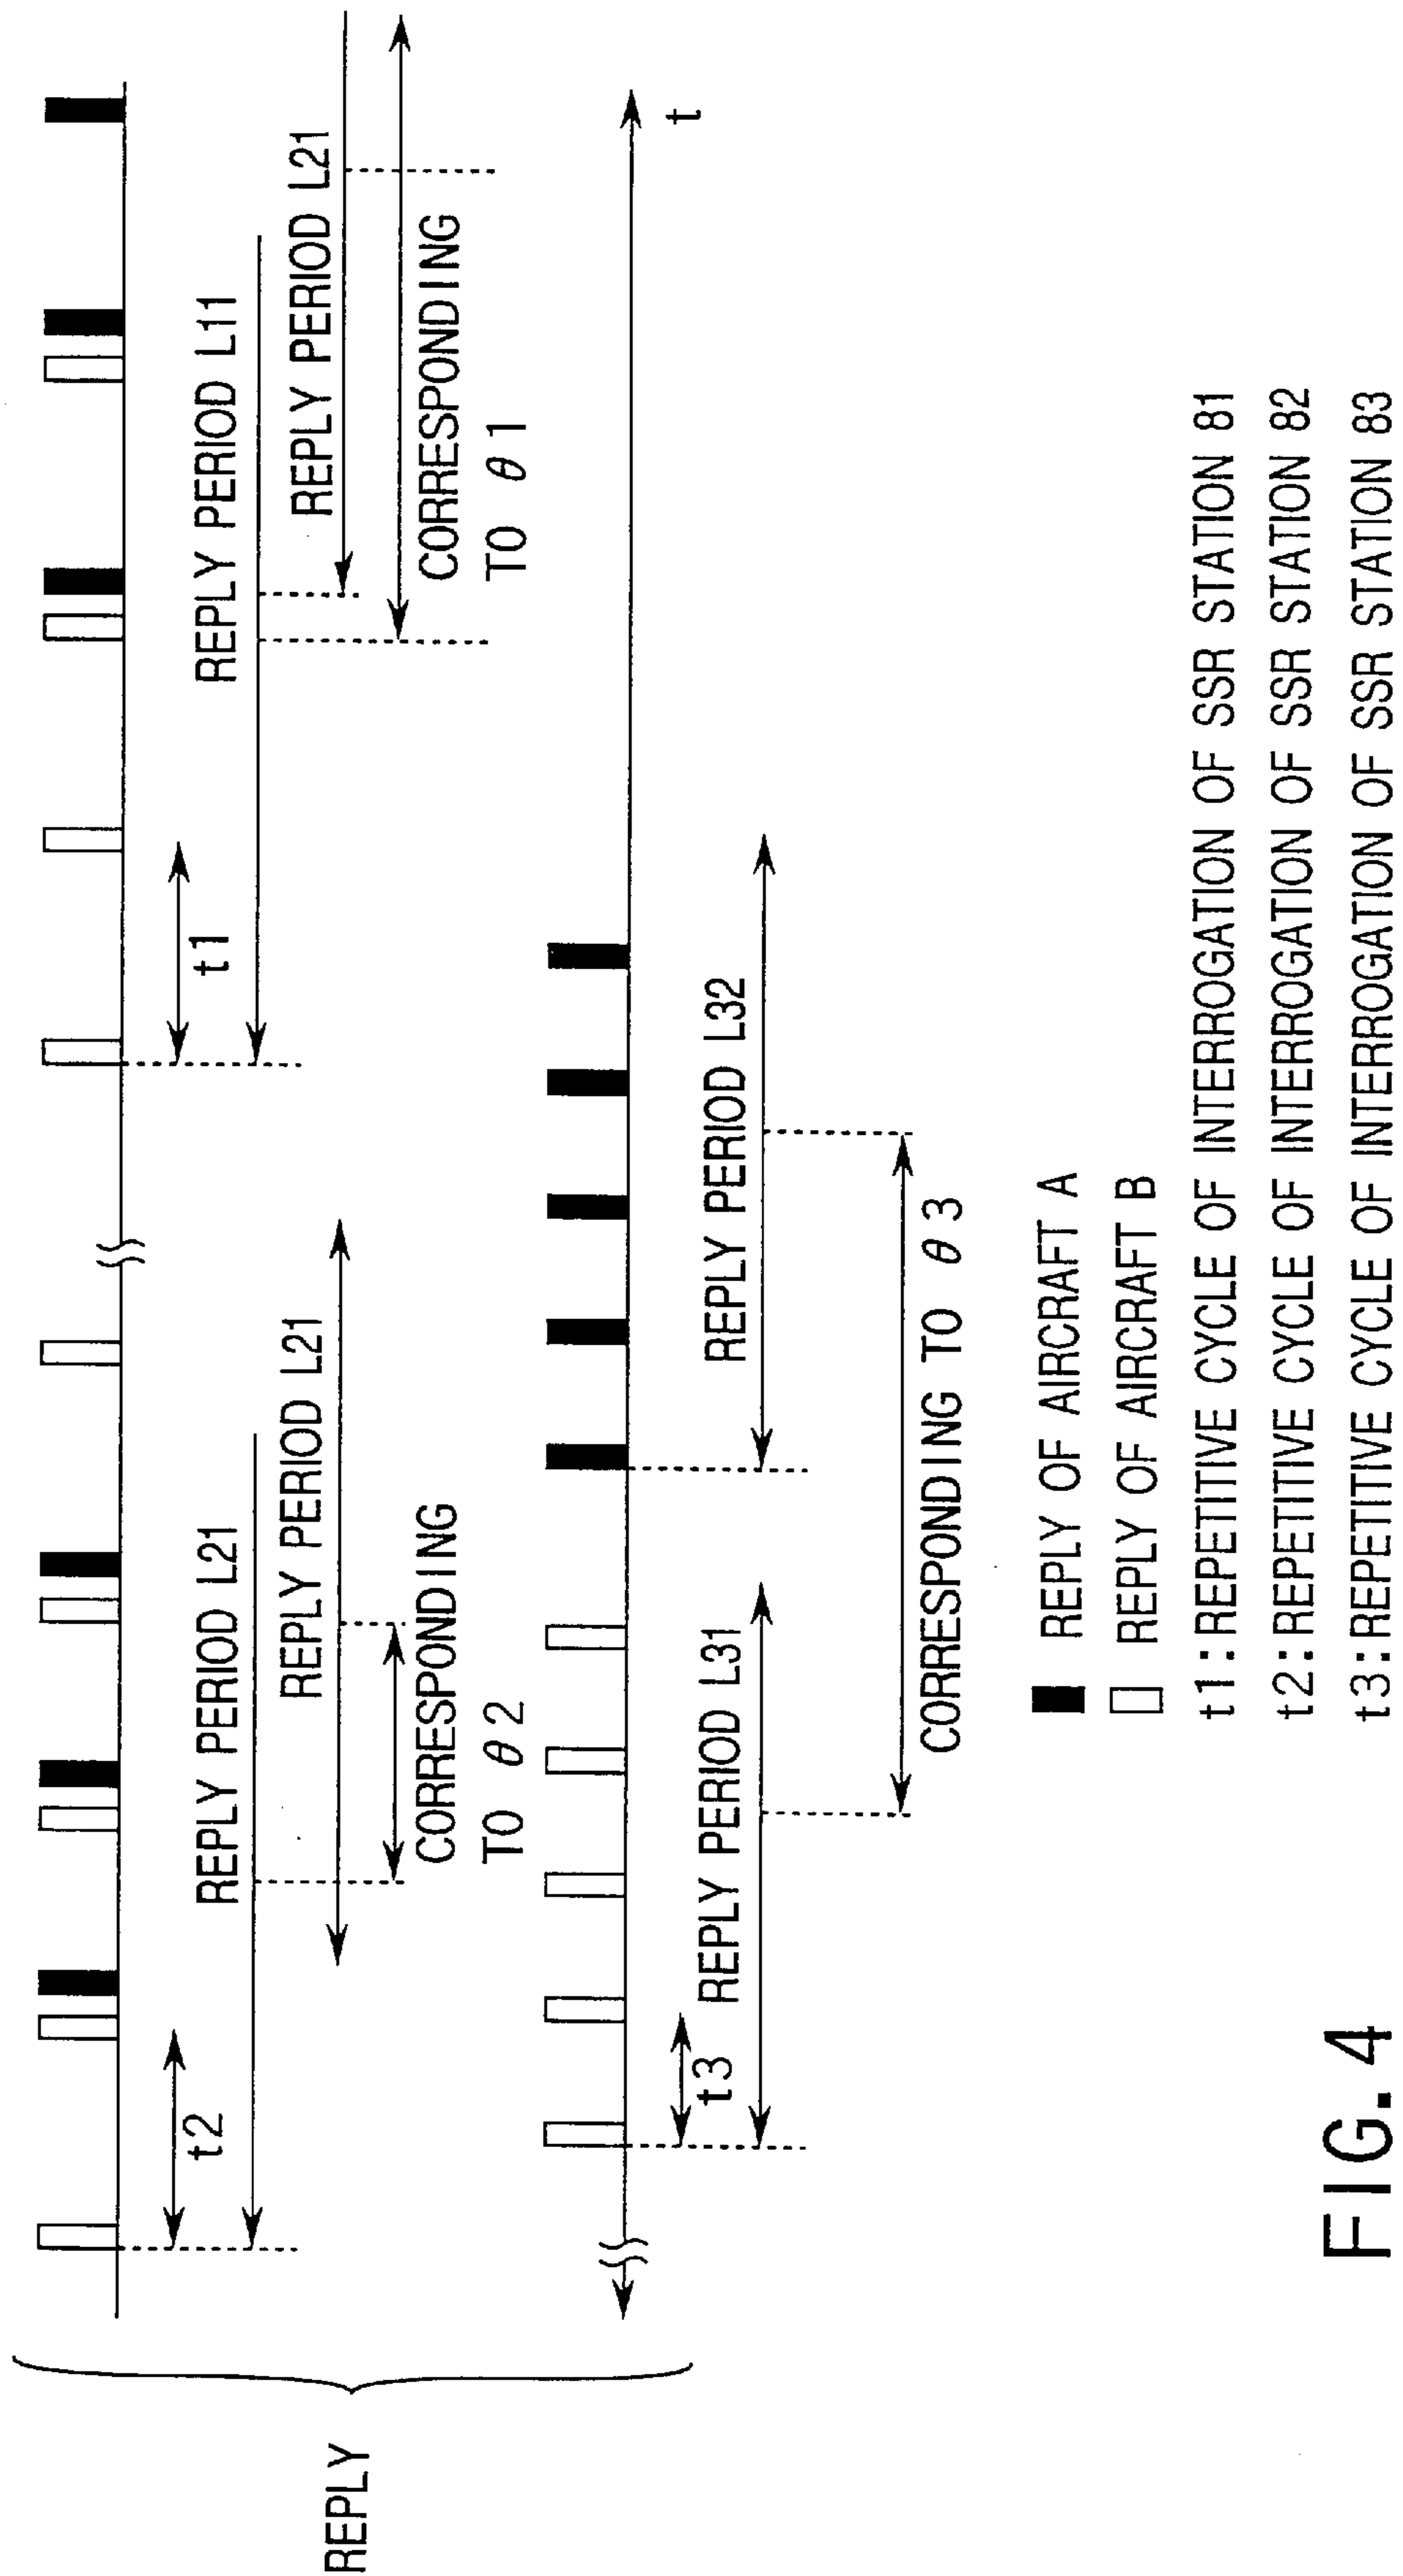 REPLY
t2
REPLY PERIOD L21
REPLY PERIOD L21
CORRESPONDING
TO θ2
t1
REPLY PERIOD L11
REPLY PERIOD L21
CORRESPONDING
TO θ1
t3
REPLY PERIOD L31
REPLY PERIOD L32
CORRESPONDING TO θ3
t
REPLY OF AIRCRAFT A
REPLY OF AIRCRAFT B
t1:REPETITIVE CYCLE OF INTERROGATION OF SSR STATION 81
t2:REPETITIVE CYCLE OF INTERROGATION OF SSR STATION 82
t3:REPETITIVE CYCLE OF INTERROGATION OF SSR STATION 83
FIG.4